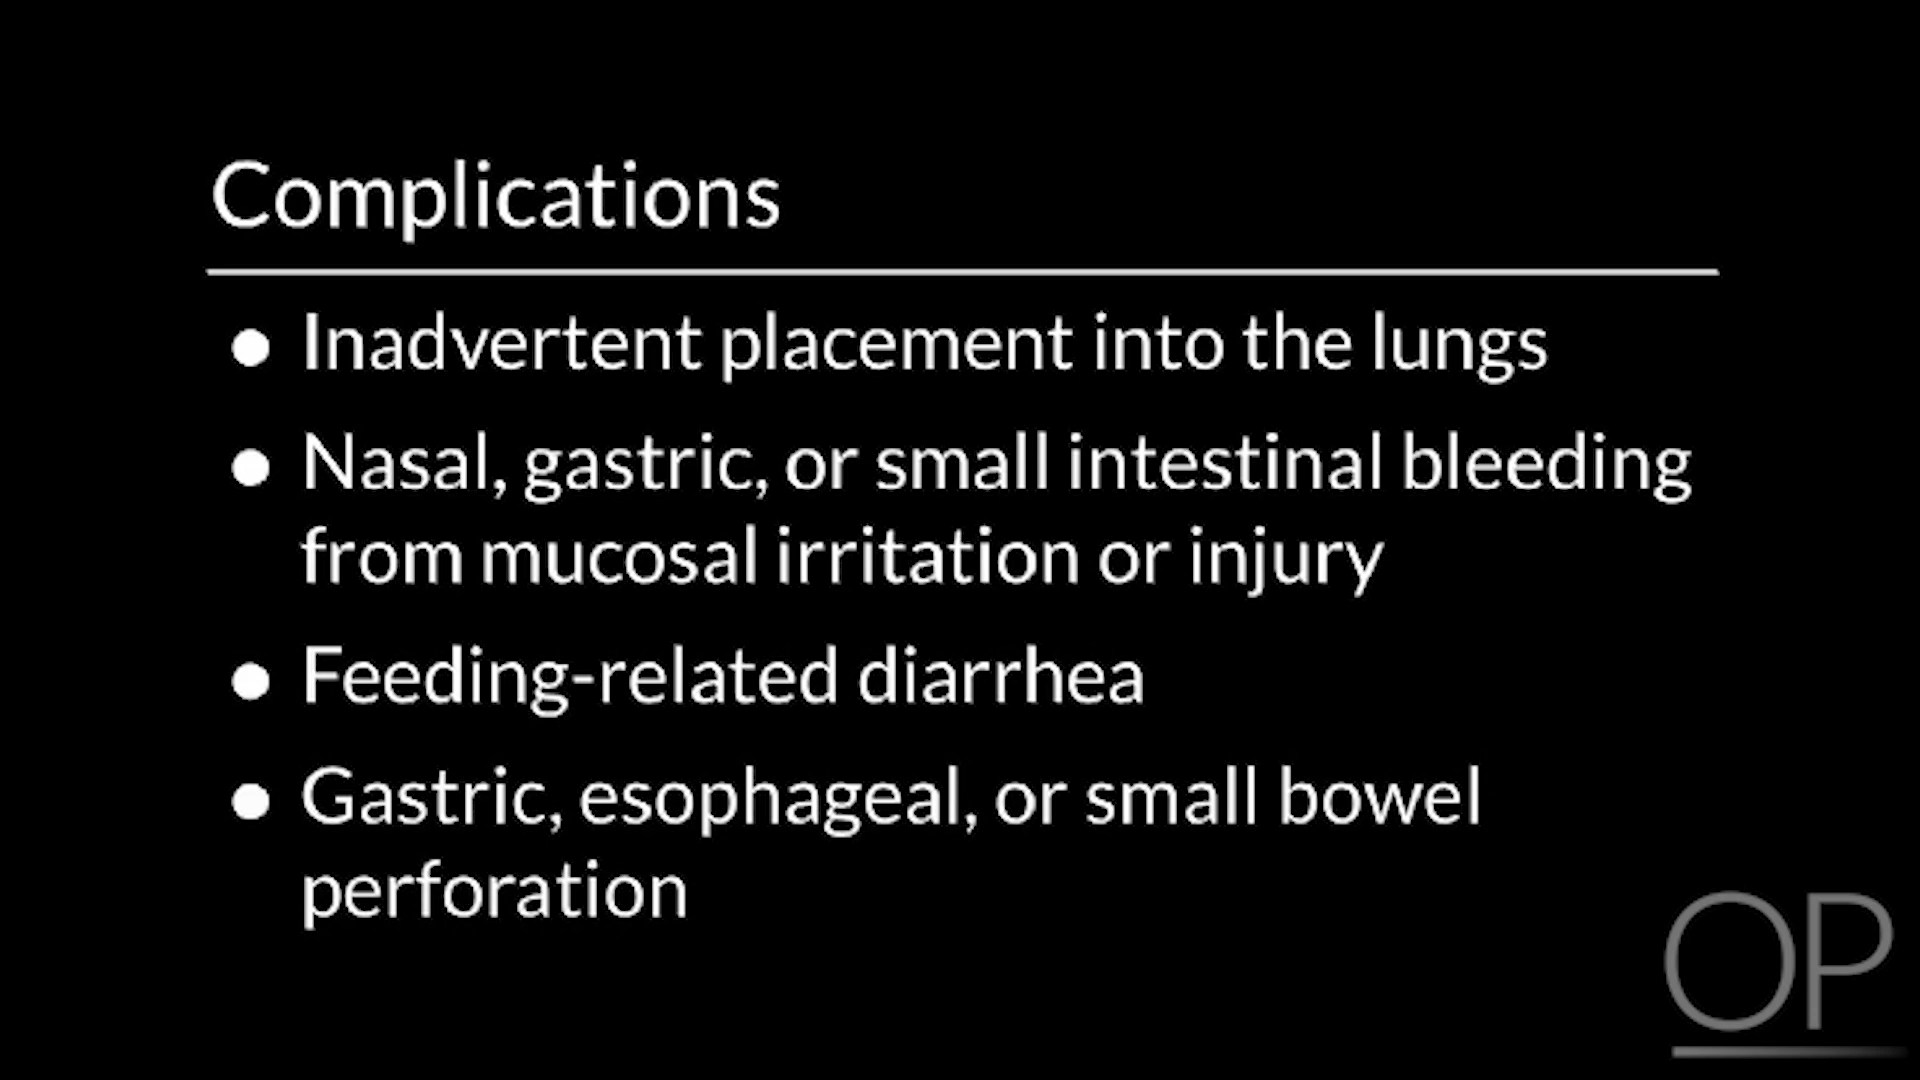 Complications
● Inadvertent placement into the lungs
● Nasal, gastric, or small intestinal bleeding
from mucosal irritation or injury
● Feeding-related diarrhea
● Gastric, esophageal, or small bowel
perforation
OP